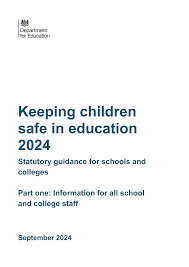 Department
for Education
Keeping children
safe in education
2024
Statutory guidance for schools and
colleges
Part one: Information for all school
and college staff
September 2024